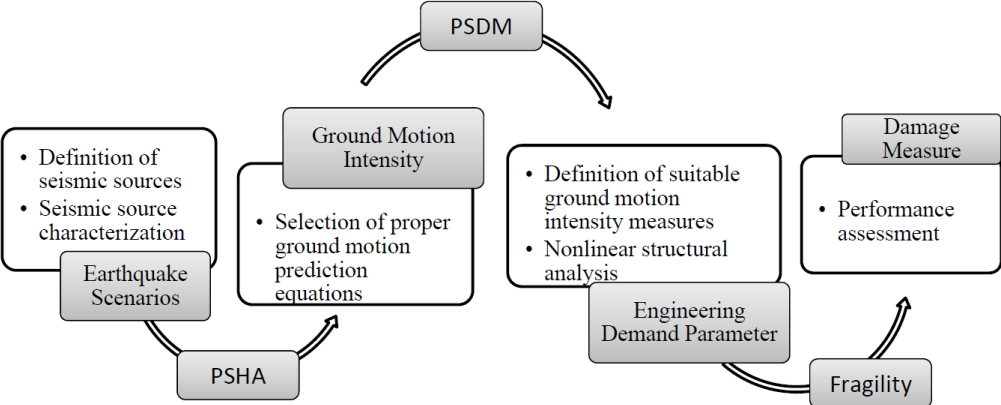 PSDM
• Definition of
seismic sources
• Seismic source
characterization
Earthquake
Scenarios
PSHA
Ground Motion
Intensity
• Selection of proper
ground motion
prediction
equations
• Definition of suitable
ground motion
intensity measures
• Nonlinear structural
analysis
Engineering
Demand Parameter
Fragility
Damage
Measure
• Performance
assessment